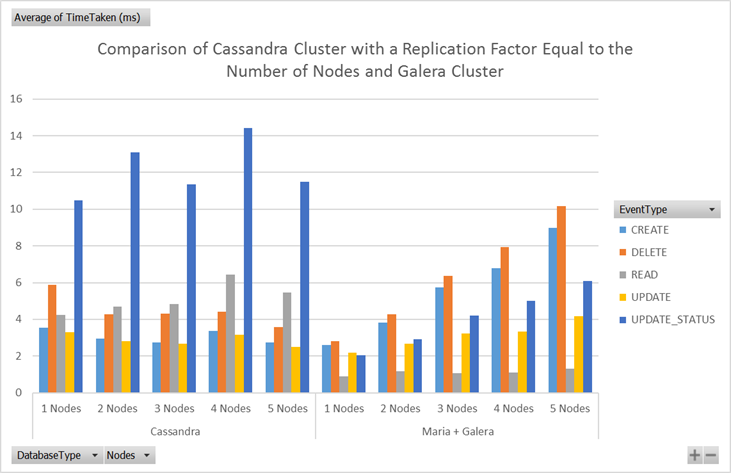 Average of TimeTaken (ms)
Comparison of Cassandra Cluster with a Replication Factor Equal to the
Number of Nodes and Galera Cluster
16
14
12
10
8
6
4
2
0
1 Nodes 2 Nodes 3 Nodes 4 Nodes 5 Nodes 1 Nodes 2 Nodes 3 Nodes 4 Nodes 5 Nodes
Cassandra Maria + Galera
EventType
CREATE
DELETE
READ
UPDATE
UPDATE_STATUS
DatabaseType Nodes